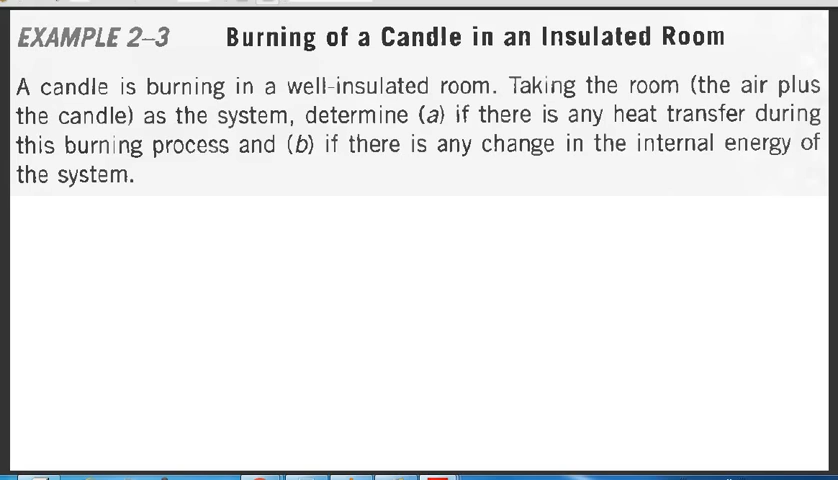 EXAMPLE 2–3 Burning of a Candle in an Insulated Room
A candle is burning in a well-insulated room. Taking the room (the air plus
the candle) as the system, determine (a) if there is any heat transfer during
this burning process and (b) if there is any change in the internal energy of
the system.